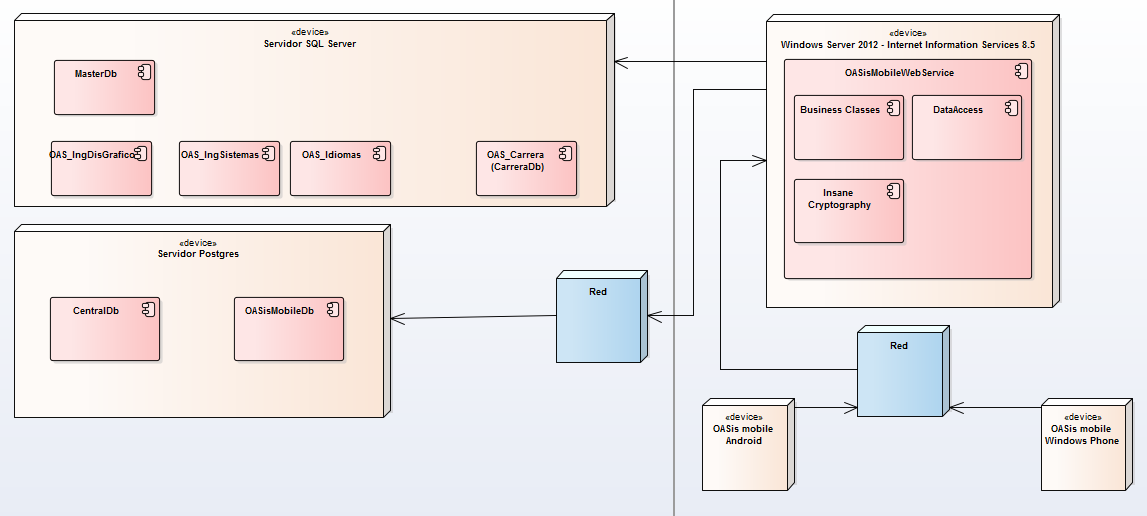 «device»
Servidor SQL Server
MasterDb
OAS_IngDisGrafico
OAS_IngSistemas
OAS_Idiomas
OAS_Carrera
(CarreraDb)
«device»
Servidor Postgres
CentralDb
OASisMobileDb
Red
«device»
Windows Server 2012 - Internet Information Services 8.5
OASisMobileWebService
Business Classes
DataAccess
Insane
Cryptography
Red
«device»
OASis mobile
Android
«device»
OASis mobile
Windows Phone